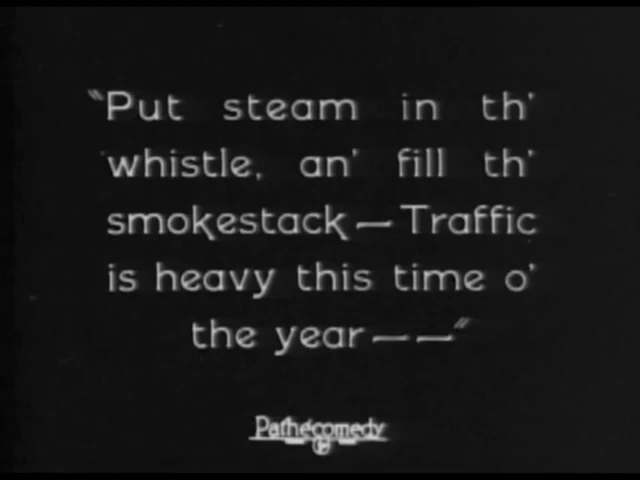 "Put steam in th'
whistle, an' fill th'
smokestack—Traffic
is heavy this time o'
the year——"
Pathécomedy